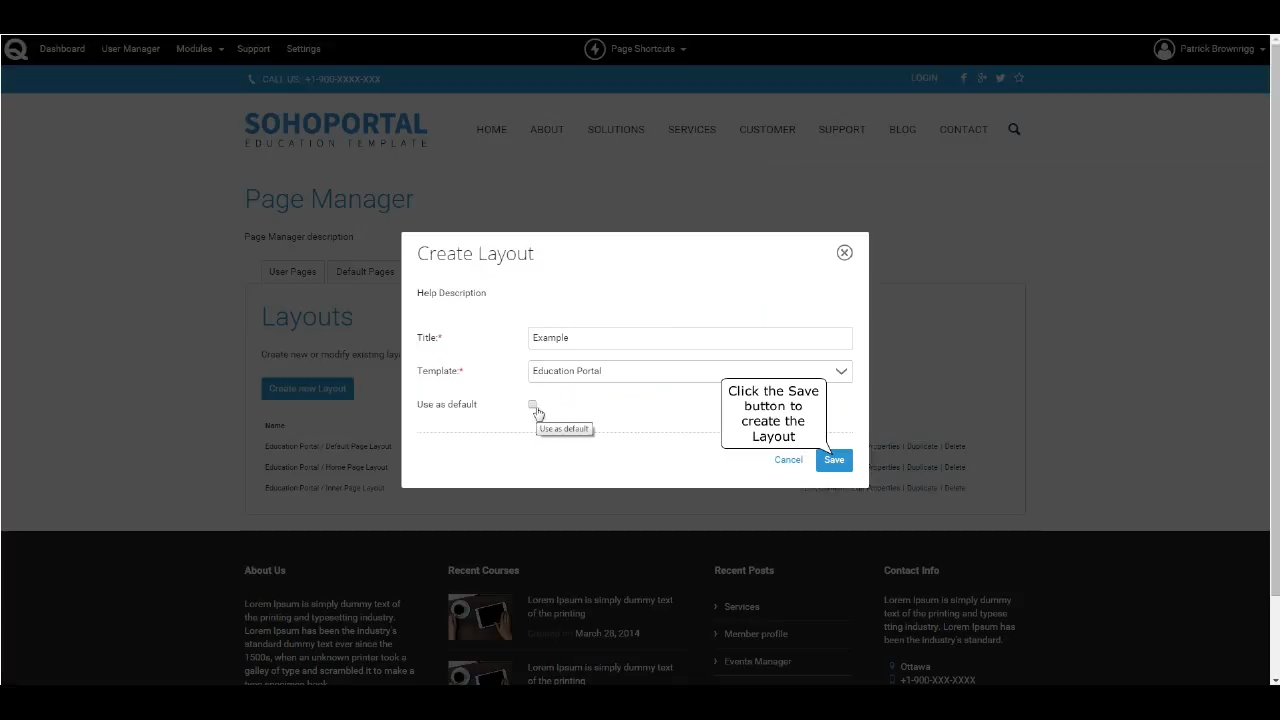 Dashboard User Manager Modules Support Settings Page Shortcuts Patrick Brownrigg
CALL US: +1-900-XXXX-XXX LOGIN
SOHOPORTAL
EDUCATION TEMPLATE
HOME ABOUT SOLUTIONS SERVICES CUSTOMER SUPPORT BLOG CONTACT
Page Manager
Page Manager description
User Pages Default Pages
Layouts
Create new or modify existing
Create new Layout
Name
Education Portal / Default Page Layout
Education Portal / Home Page Layout
Education Portal / Inner Page Layout
Create Layout
Help Description
Title:* Example
Template:* Education Portal
Use as default
Use as default
Click the Save
button to
create the
Layout
Cancel Save
| Duplicate | Delete
| Duplicate | Delete
| Duplicate | Delete
About Us
Lorem Ipsum is simply dummy text of
the printing and typesetting industry.
Lorem Ipsum has been the industry's
standard dummy text ever since the
1500s, when an unknown printer took a
galley of type and scrambled it to make a
type specimen book.
Recent Courses
Lorem Ipsum is simply dummy text
of the printing
Created on March 28, 2014
Lorem Ipsum is simply dummy text
of the printing
Recent Posts
Services
Member profile
Events Manager
Contact Info
Lorem Ipsum is simply dummy
text of the printing and typese
tting industry. Lorem Ipsum has
been the industry.
Ottawa
+1-900-XXX-XXXX